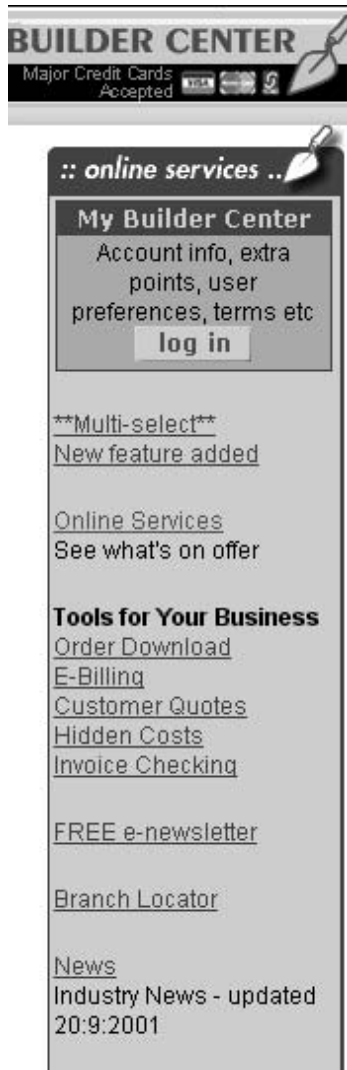 BUILDER CENTER
Major Credit Cards
Accepted
VISA
:: online services ..
My Builder Center
Account info, extra
points, user
preferences, terms etc
log in
**Multi-select**
New feature added
Online Services
See what's on offer
Tools for Your Business
Order Download
E-Billing
Customer Quotes
Hidden Costs
Invoice Checking
FREE e-newsletter
Branch Locator
News
Industry News - updated
20:9:2001